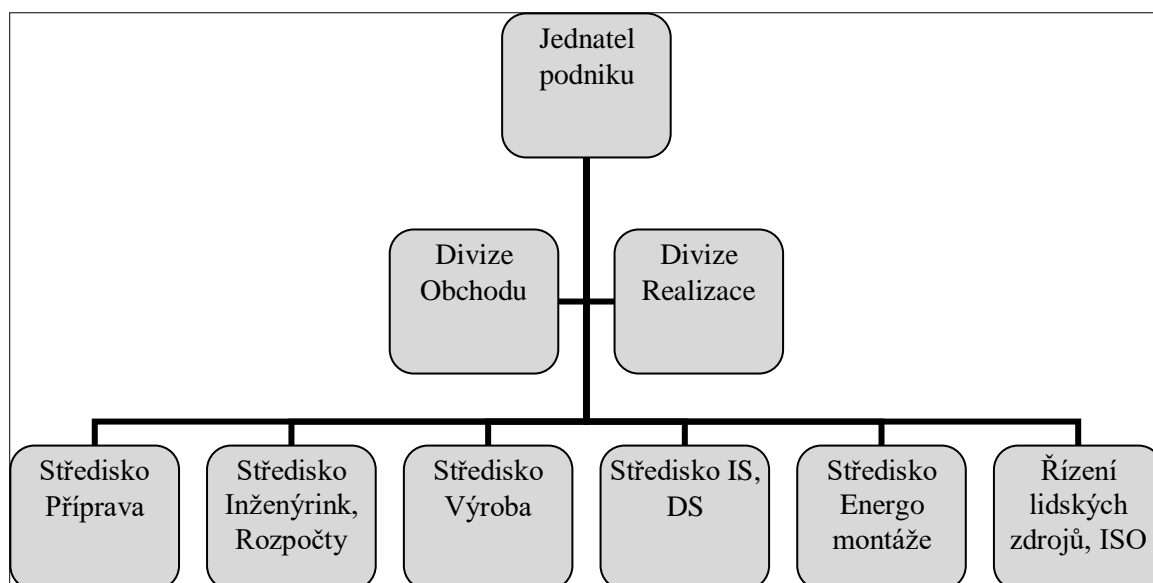 Jednatel
podniku
Divize
Obchodu
Divize
Realizace
Středisko
Příprava
Středisko
Inženýrink,
Rozpočty
Středisko
Výroba
Středisko IS,
DS
Středisko
Energo
montáže
Řízení
lidských
zdrojů, ISO